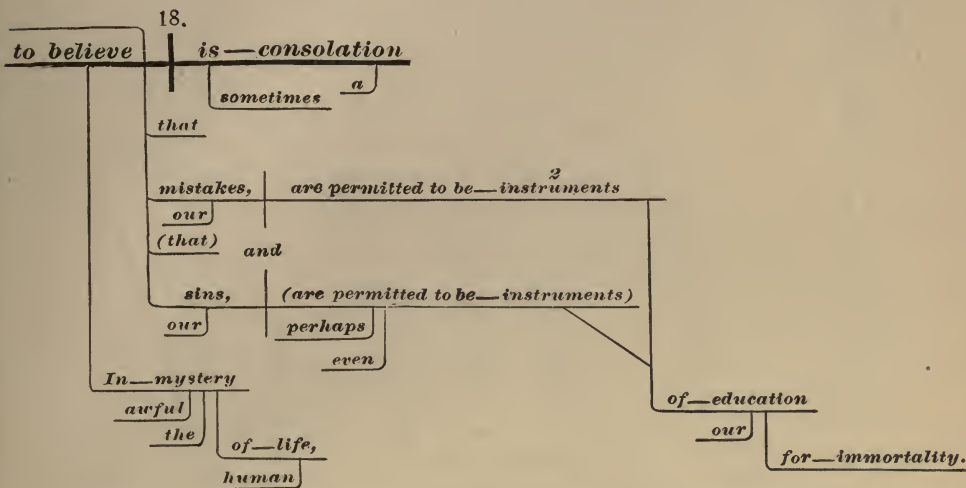 18.
to believe is—consolation
sometimes a
that
2
mistakes, are permitted to be—instruments
our
(that) and
sins, (are permitted to be—instruments)
our perhaps
even
In—mystery
awful of—education
the our
of—life,
for—immortality.
human